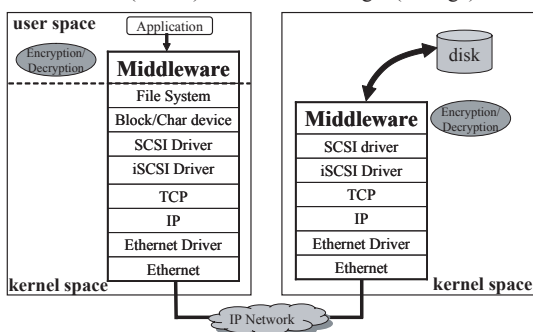 user space
Application
Encryption/
Decryption
Middleware
File System
Block/Char device
SCSI Driver
iSCSI Driver
TCP
IP
Ethernet Driver
Ethernet
kernel space
disk
Middleware
Encryption/
Decryption
SCSI driver
iSCSI Driver
TCP
IP
Ethernet Driver
Ethernet
kernel space
IP Network